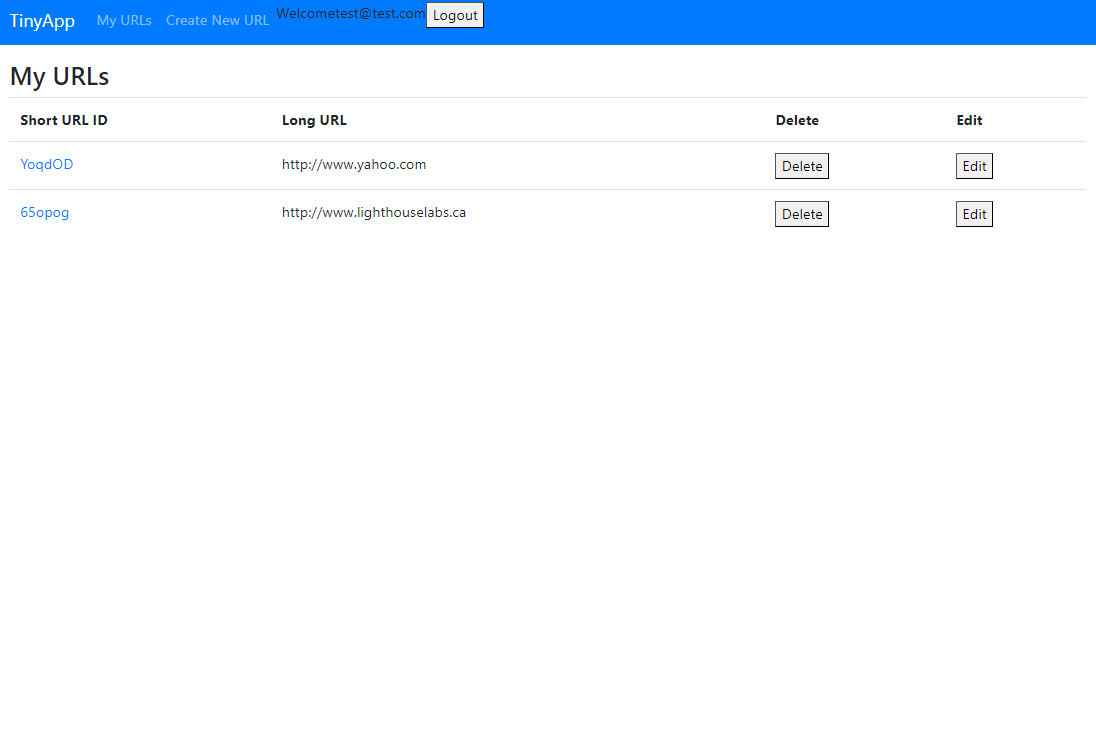 TinyApp My URLs Create New URL Welcometest@test.com Logout
My URLs
Short URL ID Long URL Delete Edit
YoqdOD http://www.yahoo.com Delete Edit
65opog http://www.lighthouselabs.ca Delete Edit